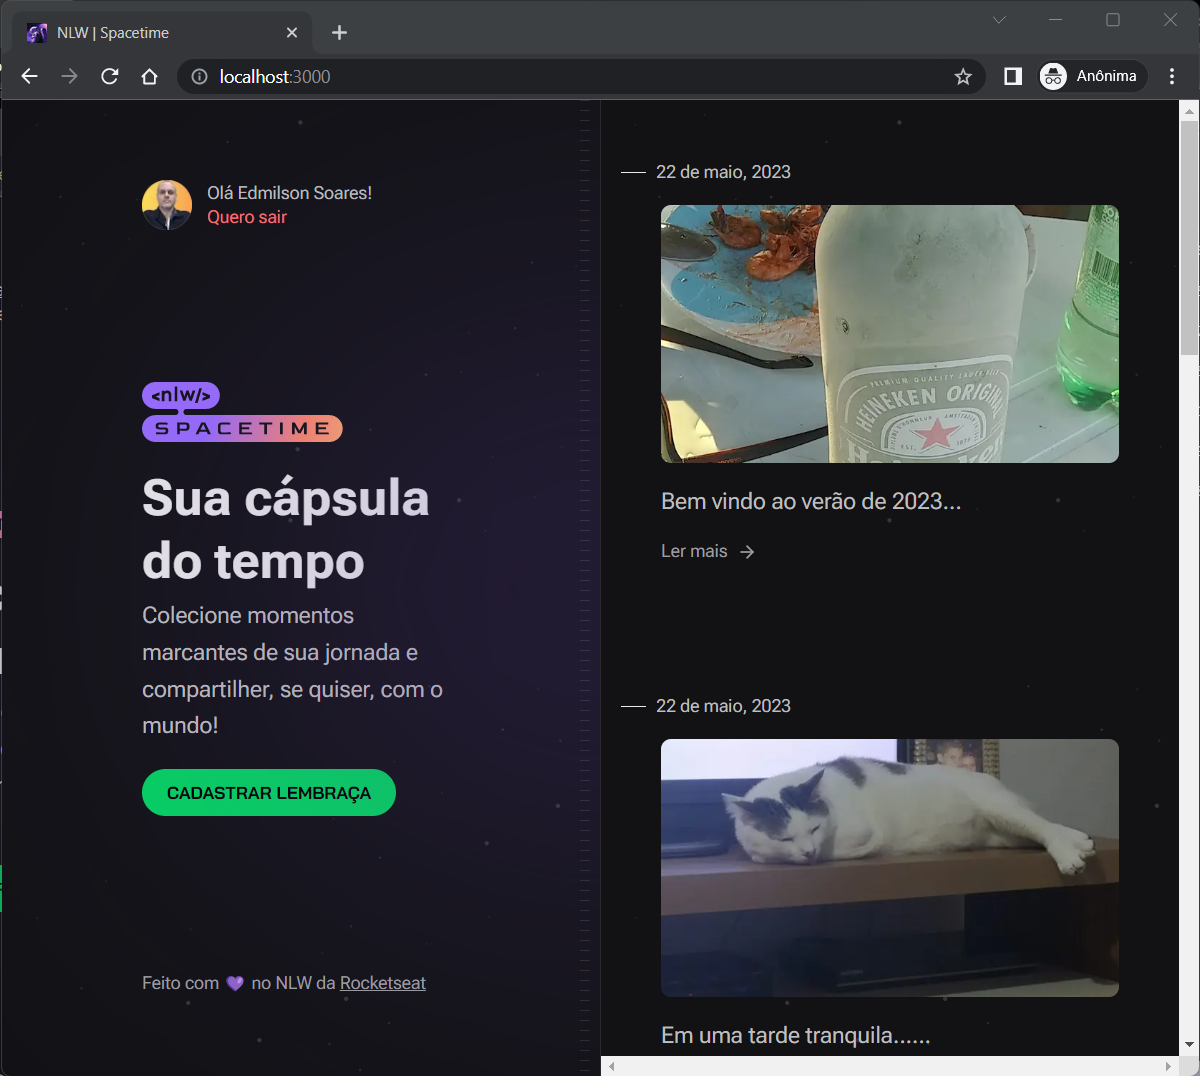 NLW | Spacetime
localhost:3000
Anônima
Olá Edmilson Soares!
Quero sair
<nlw/>
SPACETIME
Sua cápsula
do tempo
Colecione momentos
marcantes de sua jornada e
compartilher, se quiser, com o
mundo!
CADASTRAR LEMBRAÇA
Feito com 💜 no NLW da Rocketseat
22 de maio, 2023
PREMIUM QUALITY LAGER BEER
HEINEKEN ORIGINAL
AMSTERDAM
EST. 1873
Bem vindo ao verão de 2023...
Ler mais →
22 de maio, 2023
Em uma tarde tranquila......